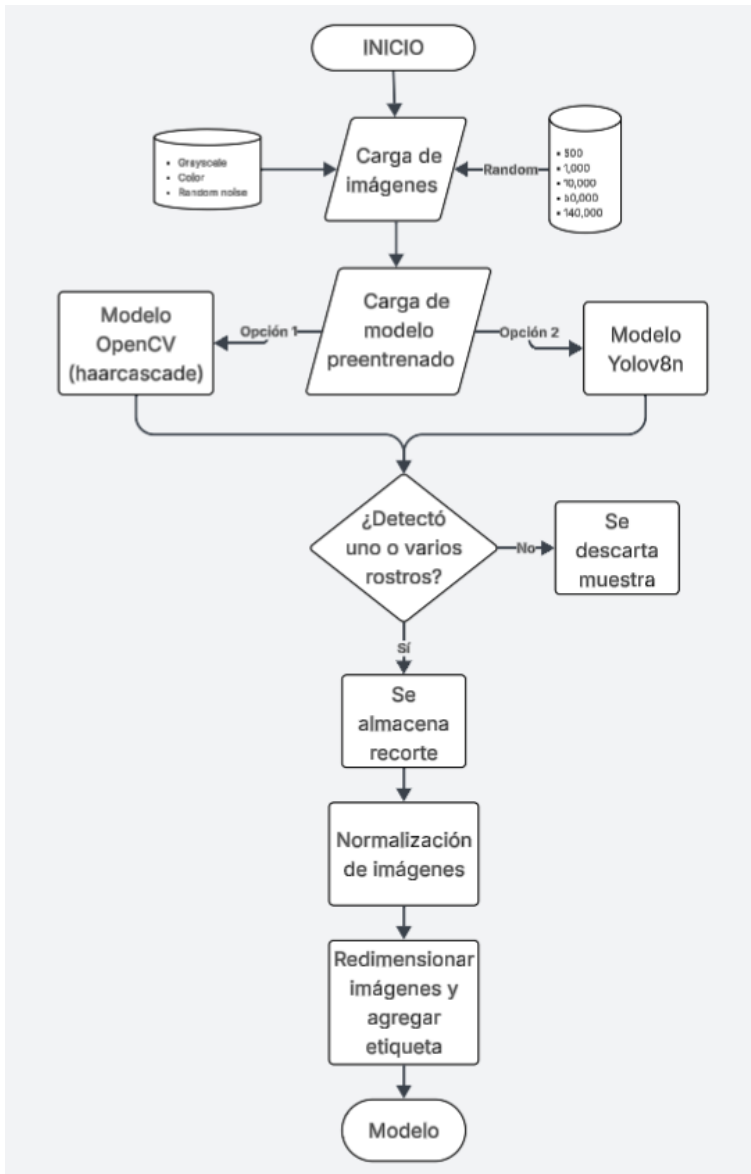 INICIO
• Grayscale
• Color
• Random noise
Carga de
imágenes
Random
• 500
• 1,000
• 10,000
• 140,000
Carga de
modelo
preentrenado
Opción 1
Opción 2
Modelo
OpenCV
(haarcascade)
Modelo
Yolov8n
¿Detectó
uno o varios
rostros?
No
Se
descarta
muestra
Sí
Se
almacena
recorte
Normalización
de imágenes
Redimensionar
imágenes y
agregar
etiqueta
Modelo